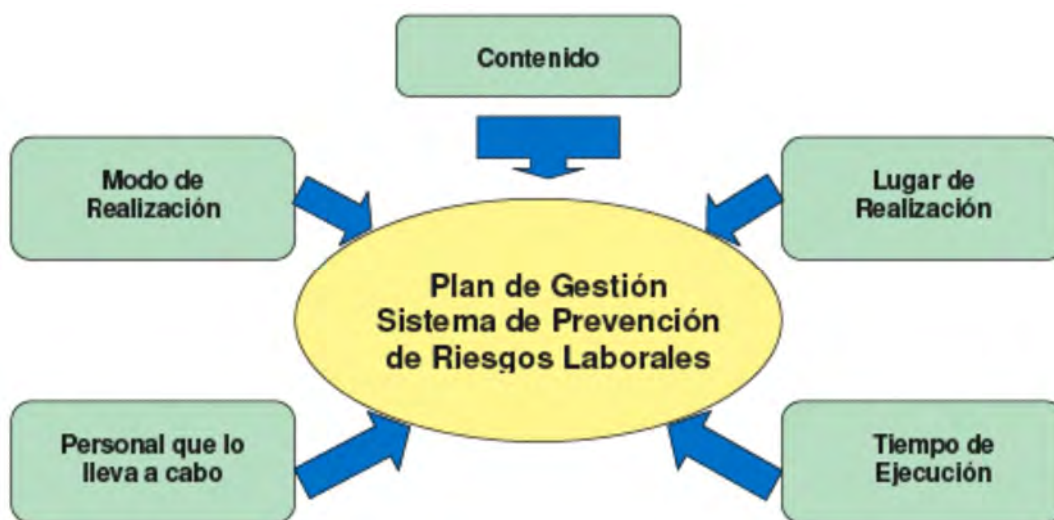 Contenido
Modo de
Realización
Lugar de
Realización
Plan de Gestión
Sistema de Prevención
de Riesgos Laborales
Personal que lo
lleva a cabo
Tiempo de
Ejecución